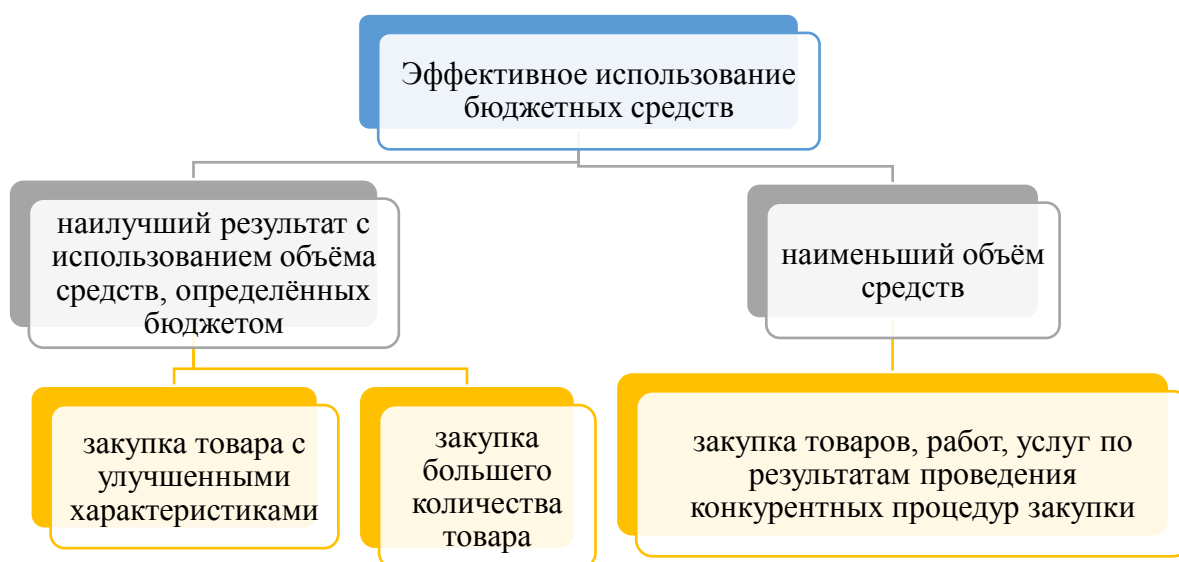 Эффективное использование
бюджетных средств
наилучший результат с
использованием объёма
средств, определённых
бюджетом
наименьший объём
средств
закупка товара с
улучшенными
характеристиками
закупка
большего
количества
товара
закупка товаров, работ, услуг по
результатам проведения
конкурентных процедур закупки